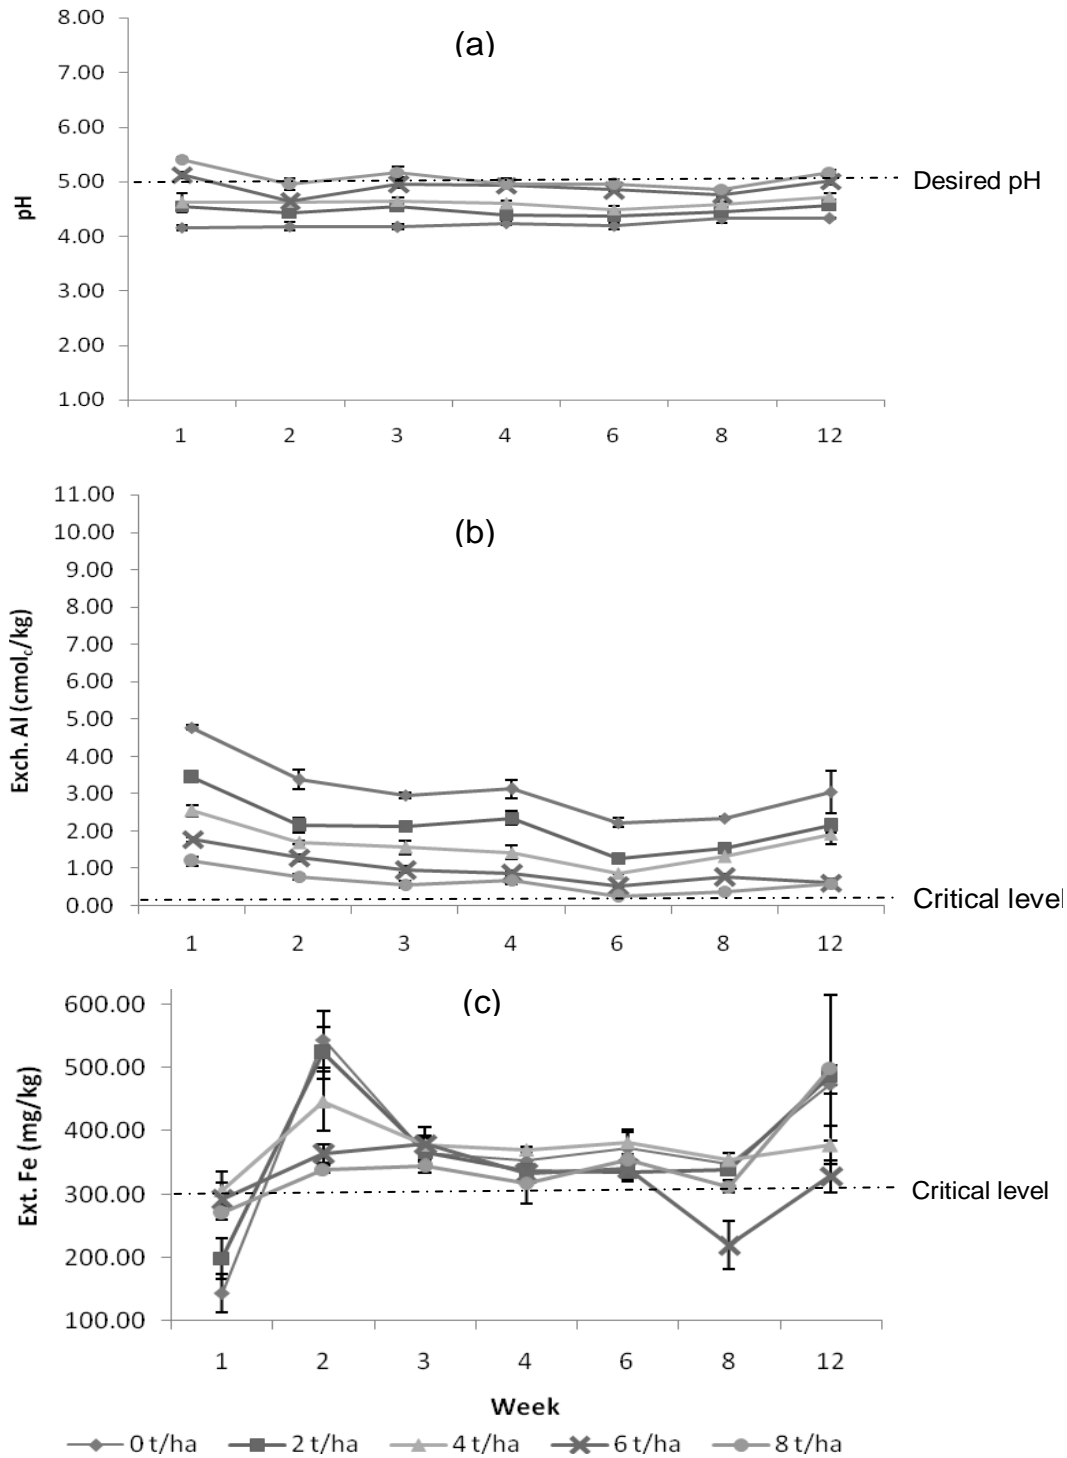 (a)
8.00
7.00
6.00
5.00
4.00
3.00
2.00
1.00
pH
Desired pH
1 2 3 4 6 8 12
(b)
11.00
10.00
9.00
8.00
7.00
6.00
5.00
4.00
3.00
2.00
1.00
0.00
Exch. Al (cmolc/kg)
Critical level
1 2 3 4 6 8 12
(c)
600.00
500.00
400.00
300.00
200.00
100.00
Ext. Fe (mg/kg)
Critical level
1 2 3 4 6 8 12
Week
0 t/ha 2 t/ha 4 t/ha 6 t/ha 8 t/ha